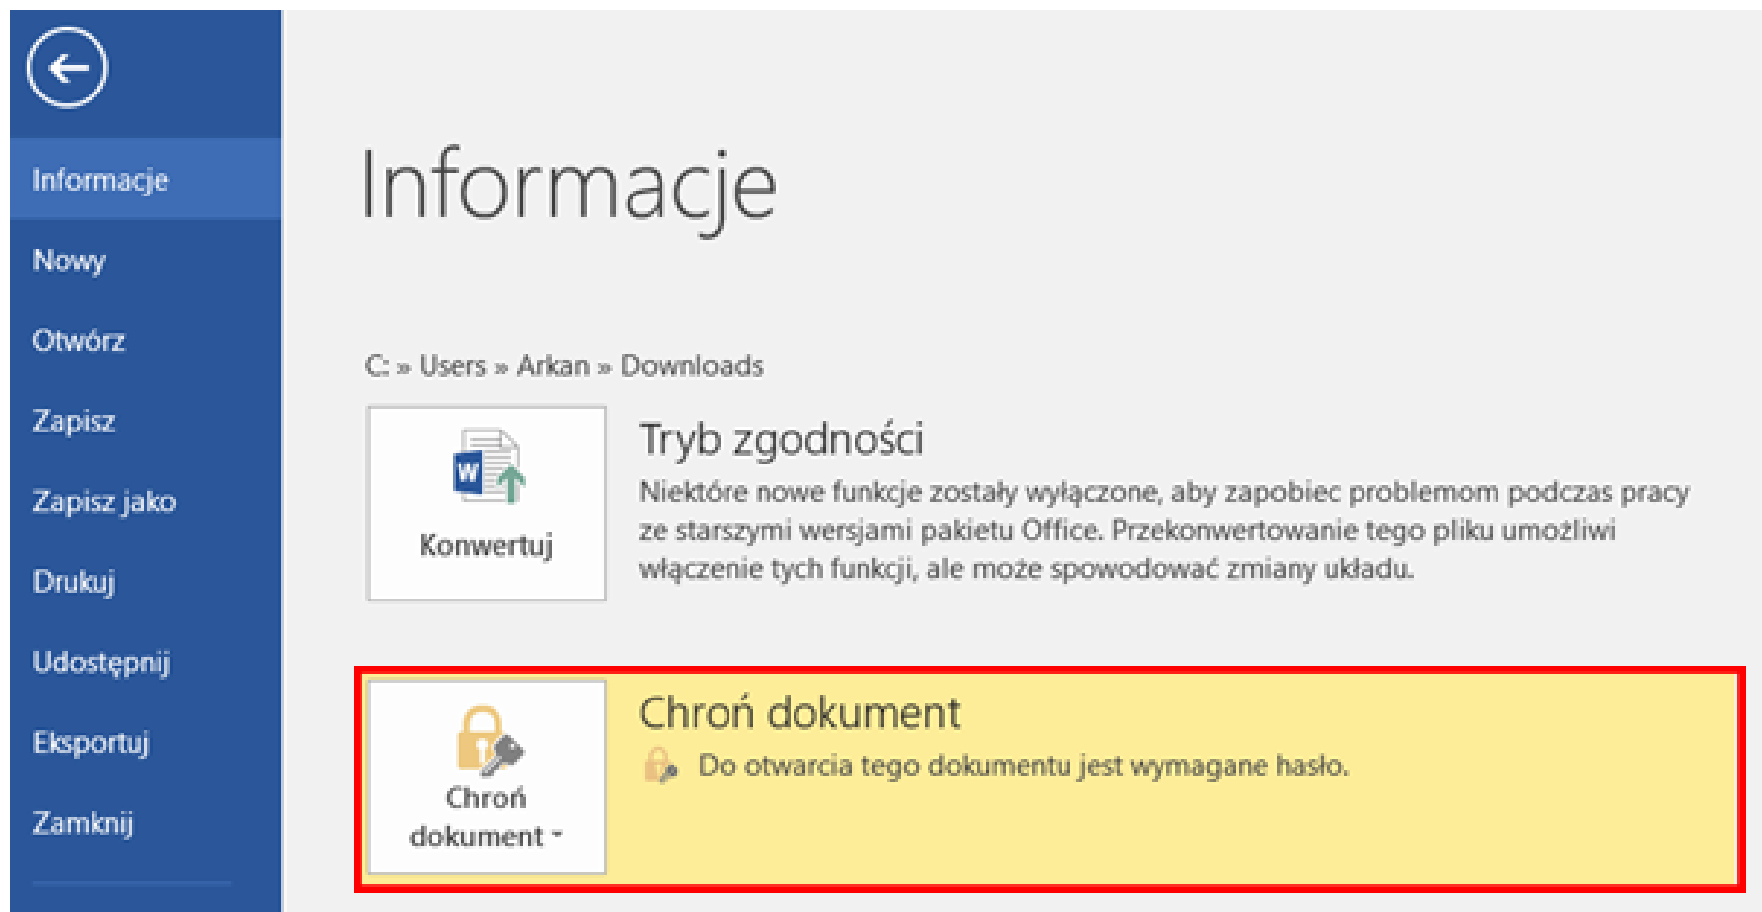 Informacje
Nowy
Otwórz
Zapisz
Zapisz jako
Drukuj
Udostępnij
Eksportuj
Zamknij
Informacje
C: » Users » Arkan » Downloads
W
Konwertuj
Tryb zgodności
Niektóre nowe funkcje zostały wyłączone, aby zapobiec problemom podczas pracy
ze starszymi wersjami pakietu Office. Przekonwertowanie tego pliku umożliwi
włączenie tych funkcji, ale może spowodować zmiany układu.
Chroń
dokument
Chroń dokument
Do otwarcia tego dokumentu jest wymagane hasło.